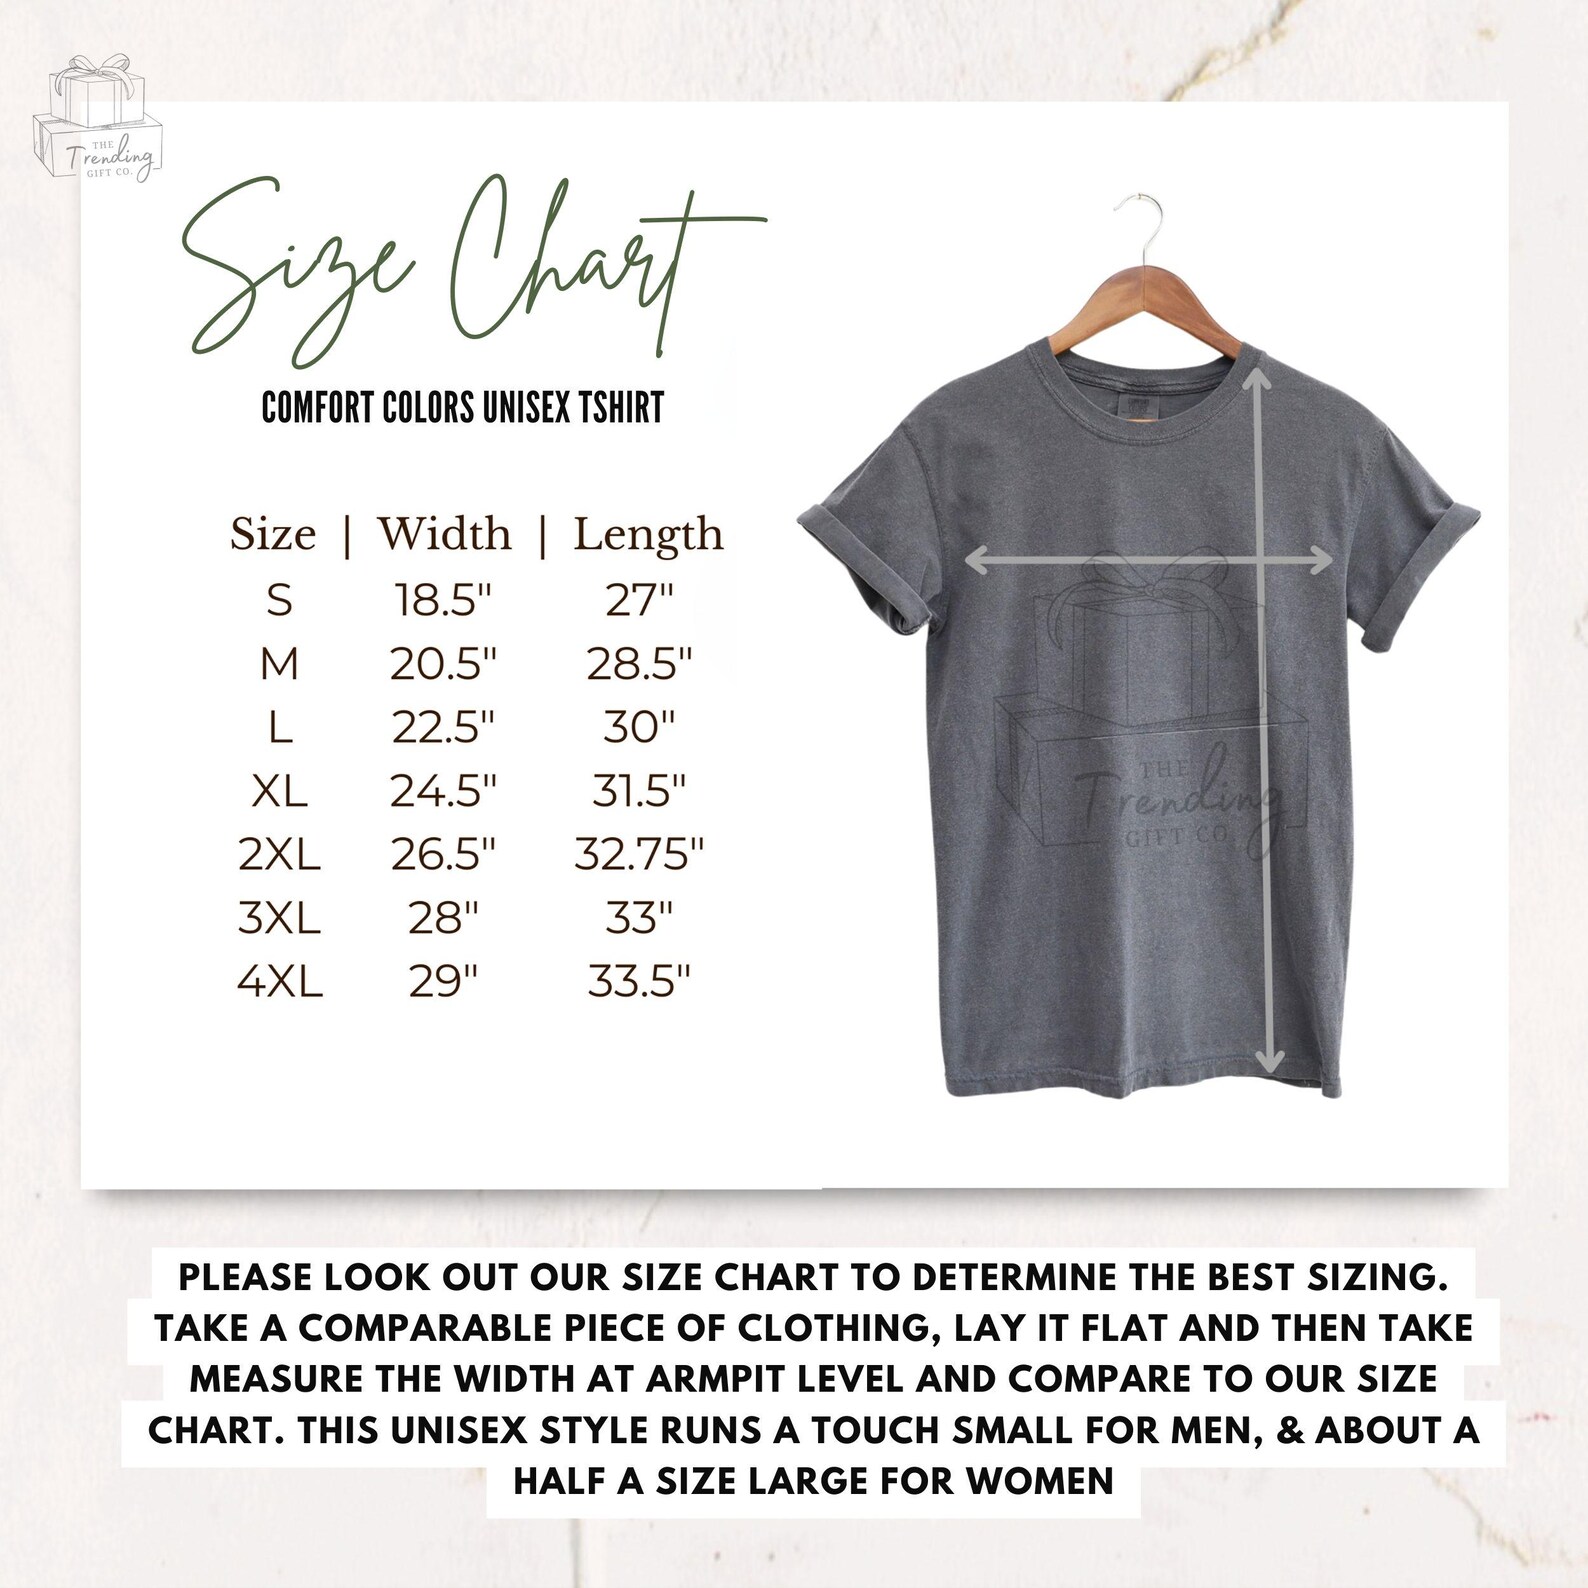 THE
Trending
GIFT CO.
Size Chart
COMFORT COLORS UNISEX TSHIRT
Size | Width | Length
S 18.5" 27"
M 20.5" 28.5"
L 22.5" 30"
XL 24.5" 31.5"
2XL 26.5" 32.75"
3XL 28" 33"
4XL 29" 33.5"
THE
Trending
GIFT CO.
PLEASE LOOK OUT OUR SIZE CHART TO DETERMINE THE BEST SIZING.
TAKE A COMPARABLE PIECE OF CLOTHING, LAY IT FLAT AND THEN TAKE
MEASURE THE WIDTH AT ARMPIT LEVEL AND COMPARE TO OUR SIZE
CHART. THIS UNISEX STYLE RUNS A TOUCH SMALL FOR MEN, & ABOUT A
HALF A SIZE LARGE FOR WOMEN